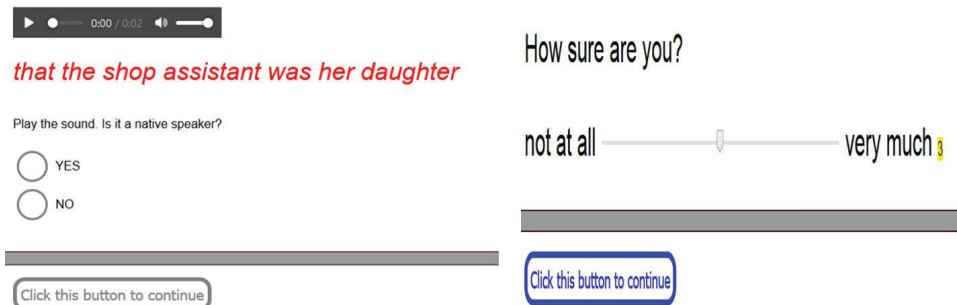 0:00 / 0:02
that the shop assistant was her daughter
Play the sound. Is it a native speaker?
YES
NO
Click this button to continue
How sure are you?
not at all very much 3
Click this button to continue